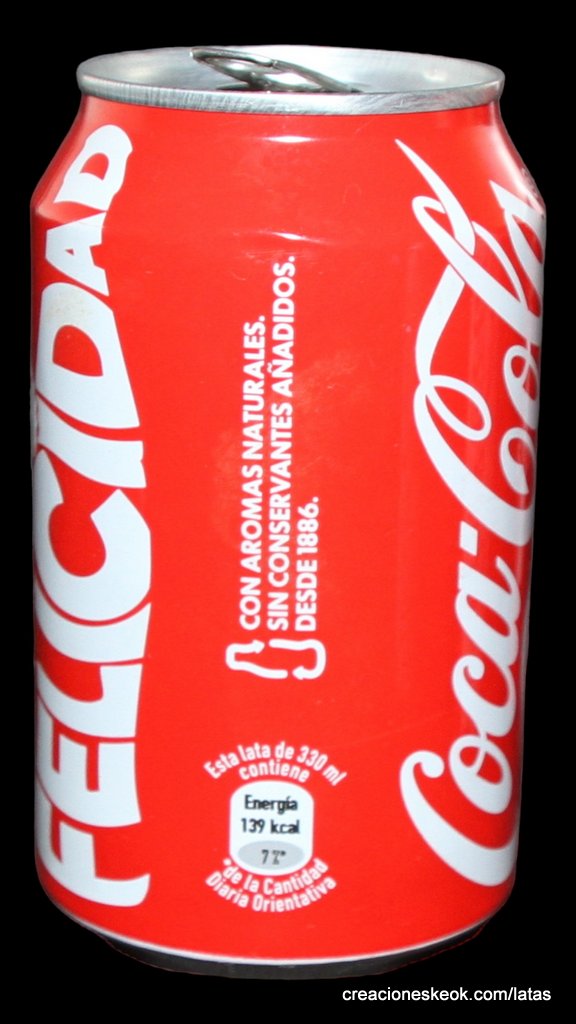 FELICIDAD
CON AROMAS NATURALES.
SIN CONSERVANTES AÑADIDOS.
DESDE 1886.
Coca-Cola
Esta lata de 330 ml
contiene
Energía
139 kcal
7%*
*de la Cantidad
Diaria Orientativa
creacioneskeok.com/latas